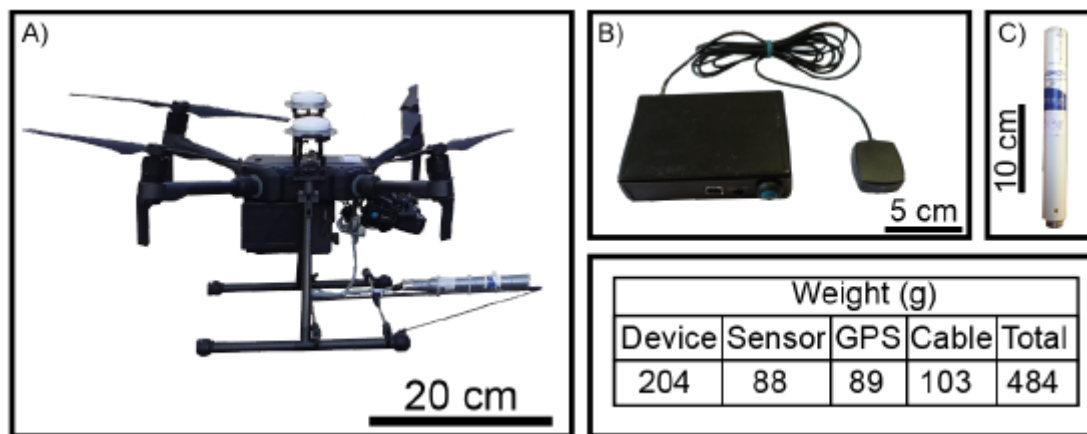 A)
20 cm
B)
5 cm
C)
10 cm
Weight (g)
Device Sensor GPS Cable Total
204 88 89 103 484